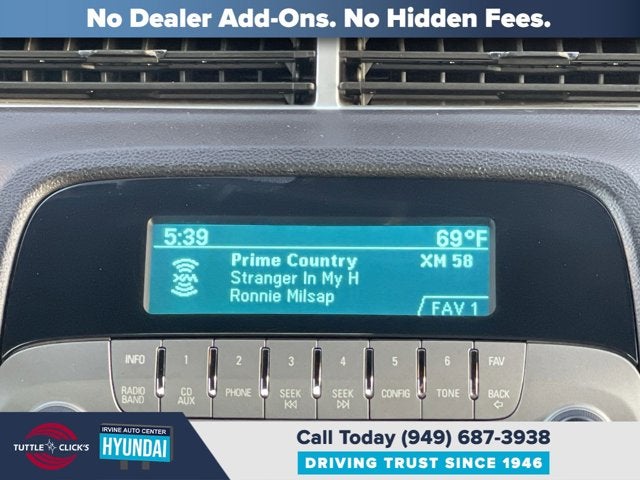 No Dealer Add-Ons. No Hidden Fees.
5:39 69°F
Prime Country XM 58
XM
Stranger In My H
Ronnie Milsap
FAV 1
INFO 1 2 3 4 5 6 FAV
RADIO BAND CD AUX PHONE SEEK SEEK CONFIG TONE BACK
TUTTLE CLICK'S
IRVINE AUTO CENTER
HYUNDAI
Call Today (949) 687-3938
DRIVING TRUST SINCE 1946